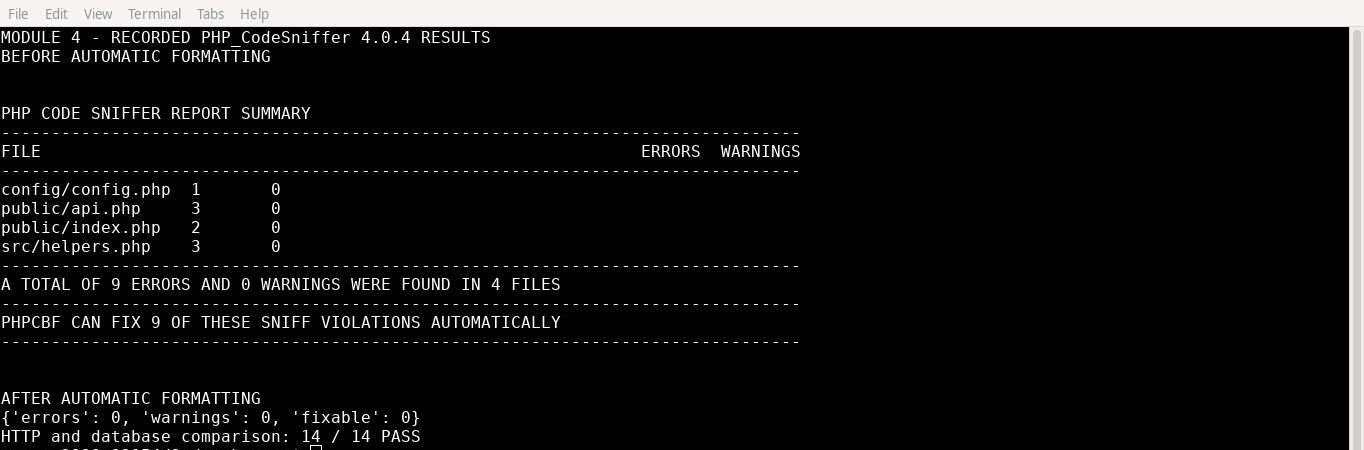 File Edit View Terminal Tabs Help
MODULE 4 - RECORDED PHP_CodeSniffer 4.0.4 RESULTS
BEFORE AUTOMATIC FORMATTING
PHP CODE SNIFFER REPORT SUMMARY
--------------------------------------------------------------------------------
FILE                                                            ERRORS  WARNINGS
--------------------------------------------------------------------------------
config/config.php  1       0
public/api.php     3       0
public/index.php   2       0
src/helpers.php    3       0
--------------------------------------------------------------------------------
A TOTAL OF 9 ERRORS AND 0 WARNINGS WERE FOUND IN 4 FILES
--------------------------------------------------------------------------------
PHPCBF CAN FIX 9 OF THESE SNIFF VIOLATIONS AUTOMATICALLY
--------------------------------------------------------------------------------
AFTER AUTOMATIC FORMATTING
{'errors': 0, 'warnings': 0, 'fixable': 0}
HTTP and database comparison: 14 / 14 PASS